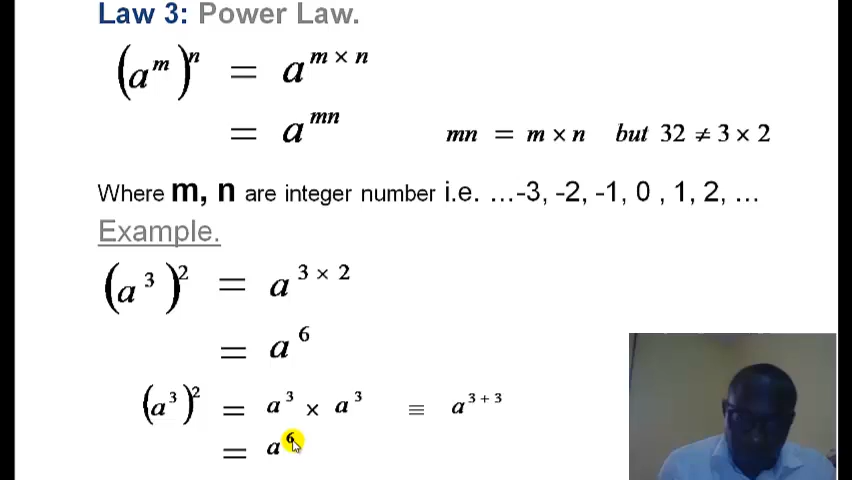 Law 3: Power Law.
(a^m)^n = a^{m × n}
= a^{mn}    mn = m × n but 32 ≠ 3 × 2
Where m, n are integer number i.e. …-3, -2, -1, 0 , 1, 2, …
Example.
(a^3)^2 = a^{3 × 2}
= a^6
(a^3)^2 = a^3 × a^3 ≡ a^{3 + 3}
= a^6